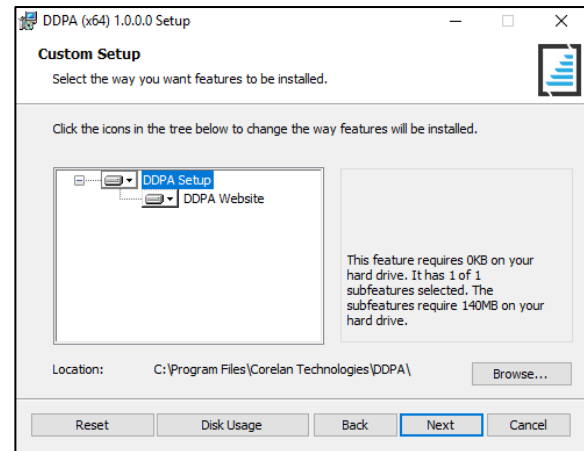 DDPA (x64) 1.0.0.0 Setup
Custom Setup
Select the way you want features to be installed.
Click the icons in the tree below to change the way features will be installed.
DDPA Setup
DDPA Website
This feature requires 0KB on your
hard drive. It has 1 of 1
subfeatures selected. The
subfeatures require 140MB on your
hard drive.
Location: C:\Program Files\Corelan Technologies\DDPA\
Browse...
Reset Disk Usage Back Next Cancel